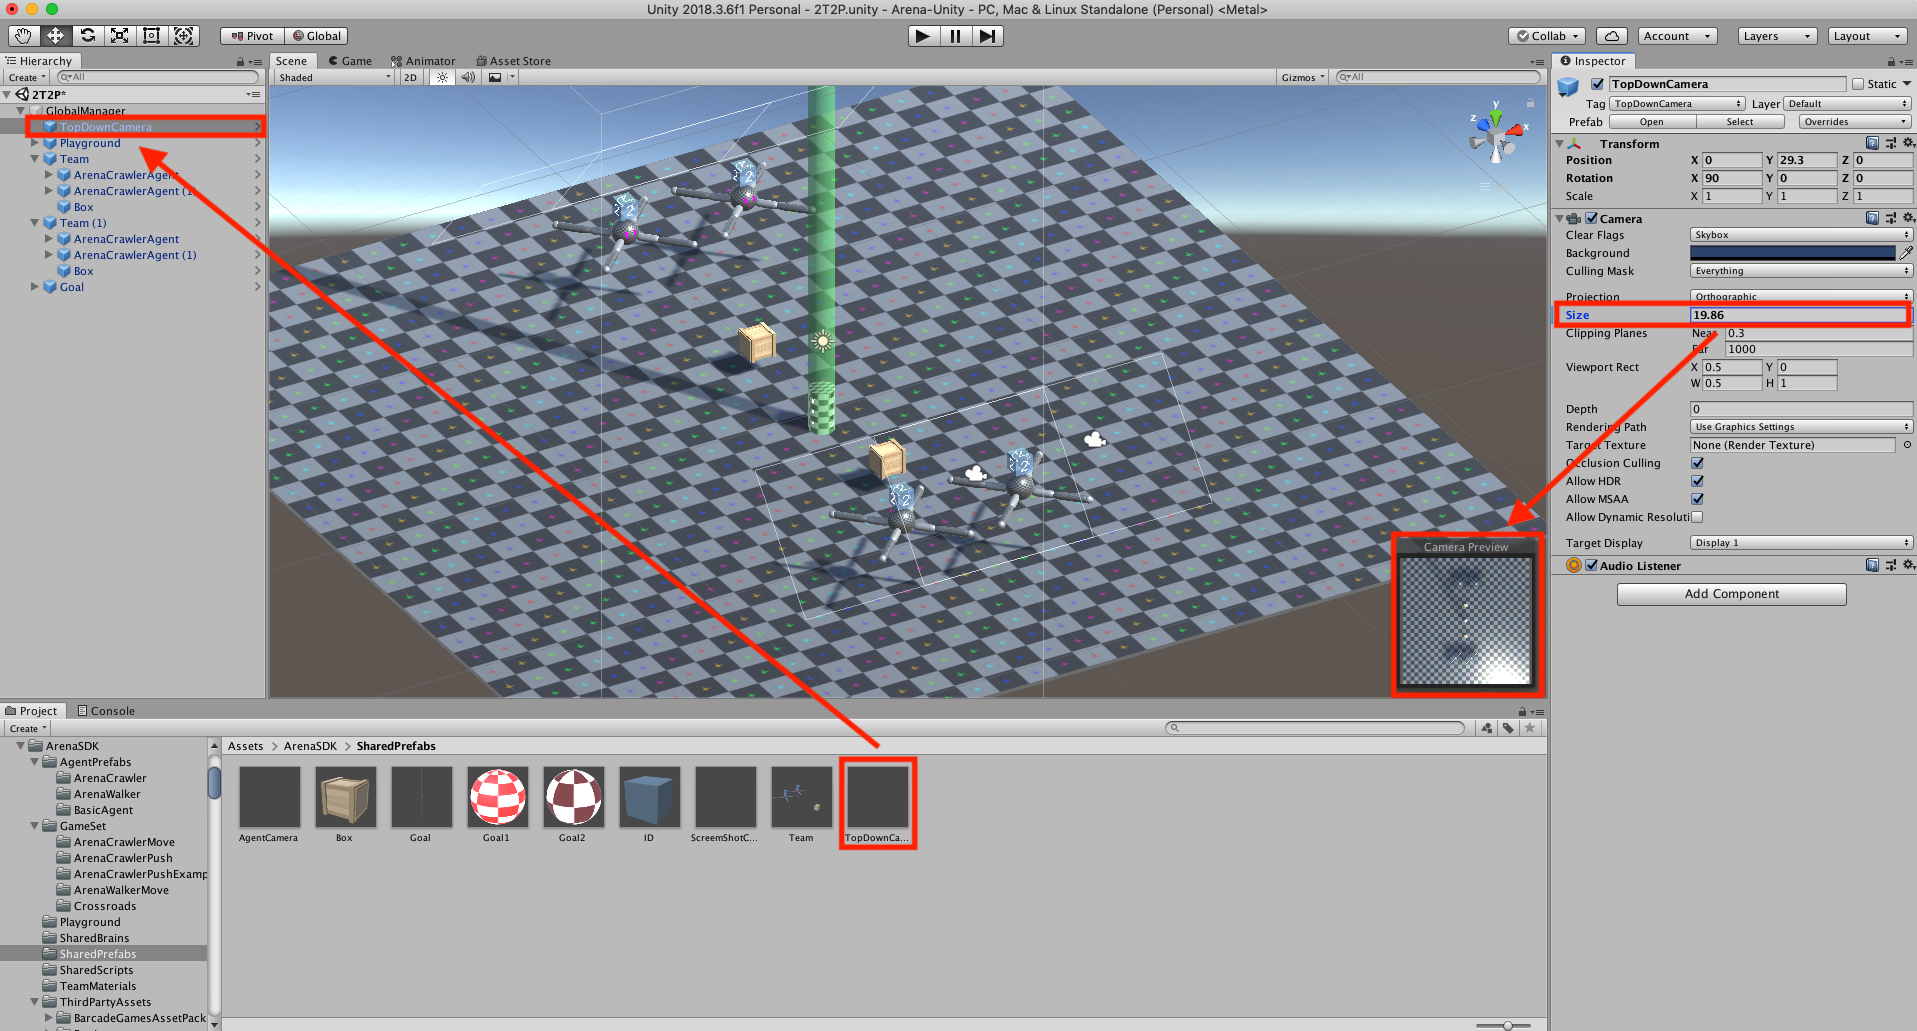 Unity 2018.3.6f1 Personal - 2T2P.unity - Arena-Unity - PC, Mac & Linux Standalone (Personal) <Metal>
Pivot Global Collab Account Layers Layout
Hierarchy
Create All
2T2P*
GlobalManager
TopDownCamera
Playground
Team
ArenaCrawlerAgent
ArenaCrawlerAgent (1)
Box
Team (1)
ArenaCrawlerAgent
ArenaCrawlerAgent (1)
Box
Goal
Scene Game Animator Asset Store
Shaded 2D Gizmos All
y
x
z
2
2
2
Camera Preview
Inspector
TopDownCamera Static
Tag TopDownCamera Layer Default
Prefab Open Select Overrides
Transform
Position X 0 Y 29.3 Z 0
Rotation X 90 Y 0 Z 0
Scale X 1 Y 1 Z 1
Camera
Clear Flags Skybox
Background
Culling Mask Everything
Projection Orthographic
Size 19.86
Clipping Planes Near 0.3
Far 1000
Viewport Rect X 0.5 Y 0
W 0.5 H 1
Depth 0
Rendering Path Use Graphics Settings
Target Texture None (Render Texture)
Occlusion Culling
Allow HDR
Allow MSAA
Allow Dynamic Resoluti
Target Display Display 1
Audio Listener
Add Component
Project Console
Create
ArenaSDK
AgentPrefabs
ArenaCrawler
ArenaWalker
BasicAgent
GameSet
ArenaCrawlerMove
ArenaCrawlerPush
ArenaCrawlerPushExamp
ArenaWalkerMove
Crossroads
Playground
SharedBrains
SharedPrefabs
SharedScripts
TeamMaterials
ThirdPartyAssets
BarcadeGamesAssetPack
Assets > ArenaSDK > SharedPrefabs
AgentCamera Box Goal Goal1 Goal2 ID ScreemShotC... Team TopDownCa...